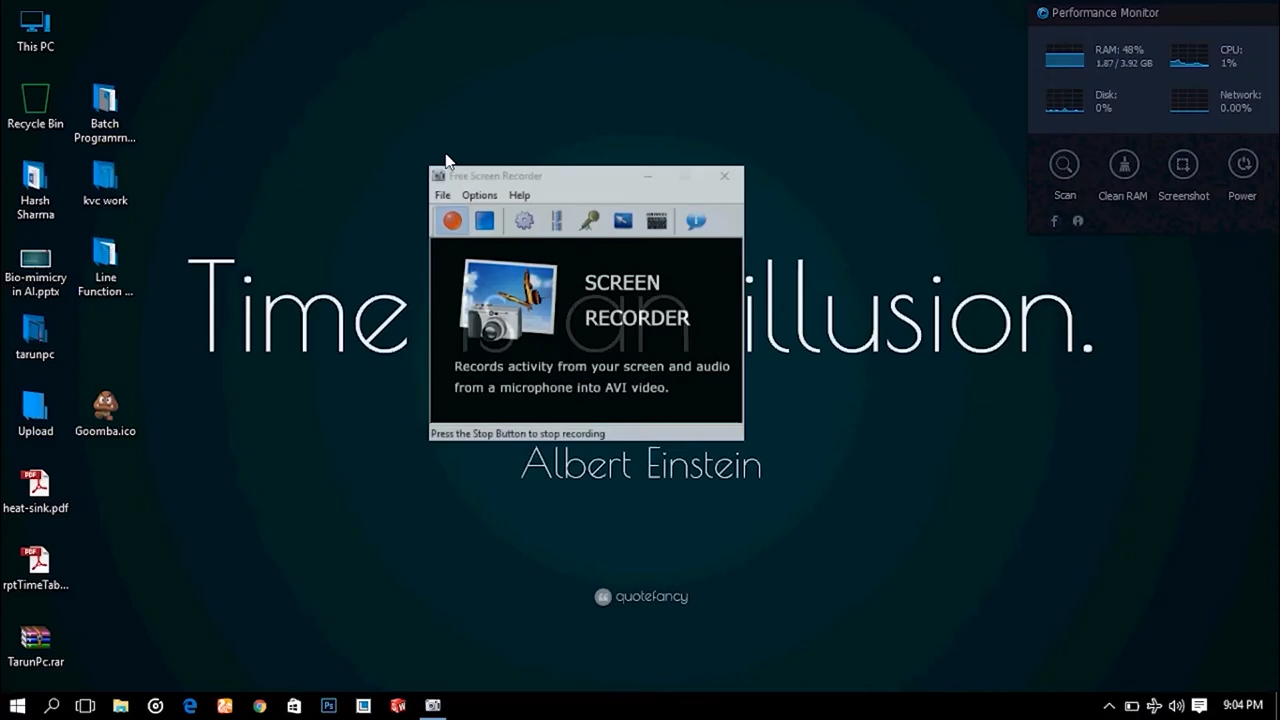 This PC
Recycle Bin
Batch
Programm...
Harsh
Sharma
kvc work
Bio-mimicry
in AI.pptx
Line
Function ...
tarunpc
Upload
Goomba.ico
heat-sink.pdf
rptTimeTab...
TarunPc.rar
Free Screen Recorder
File Options Help
SCREEN
RECORDER
Records activity from your screen and audio
from a microphone into AVI video.
Press the Stop Button to stop recording
Time is an illusion.
Albert Einstein
quotefancy
Performance Monitor
RAM: 48%
1.87 / 3.92 GB
CPU:
1%
Disk:
0%
Network:
0.00%
Scan
Clean RAM
Screenshot
Power
9:04 PM